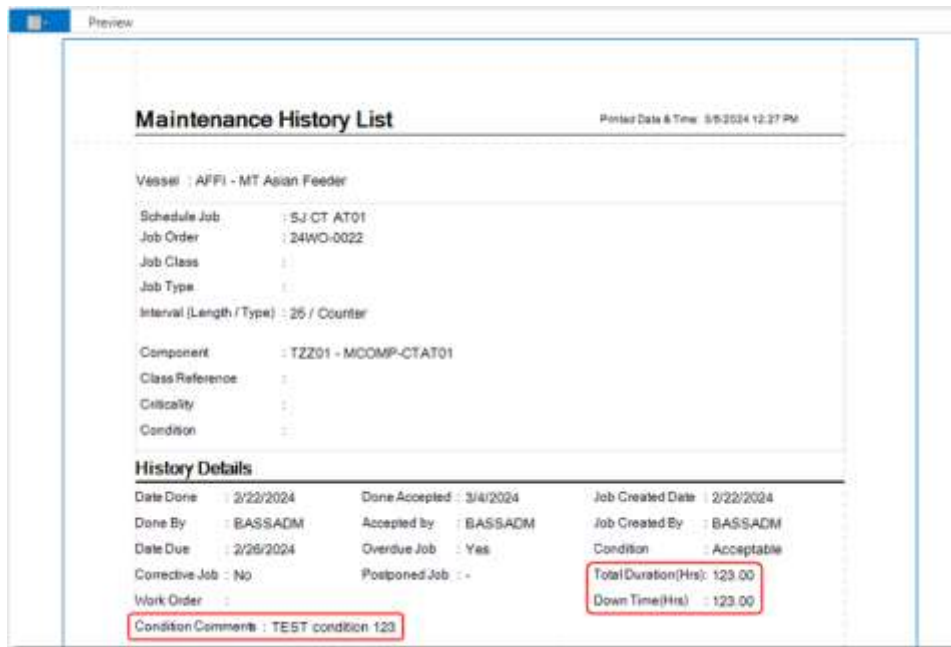 Preview
Maintenance History List Printed Date & Time 3/5/2024 12:27 PM
Vessel : AFFI - MT Asian Feeder
Schedule Job : SJ CT AT01
Job Order : 24WO-0022
Job Class :
Job Type :
Interval (Length / Type) : 25 / Counter
Component : TZZ01 - MCOMP-CTAT01
Class Reference :
Criticality :
Condition :
History Details
Date Done : 2/22/2024 Done Accepted : 3/4/2024 Job Created Date : 2/22/2024
Done By : BASSADM Accepted by : BASSADM Job Created By : BASSADM
Date Due : 2/26/2024 Overdue Job : Yes Condition : Acceptable
Corrective Job : No Postponed Job : - Total Duration(Hrs): 123.00
Work Order : Down Time(Hrs) : 123.00
Condition Comments : TEST condition 123